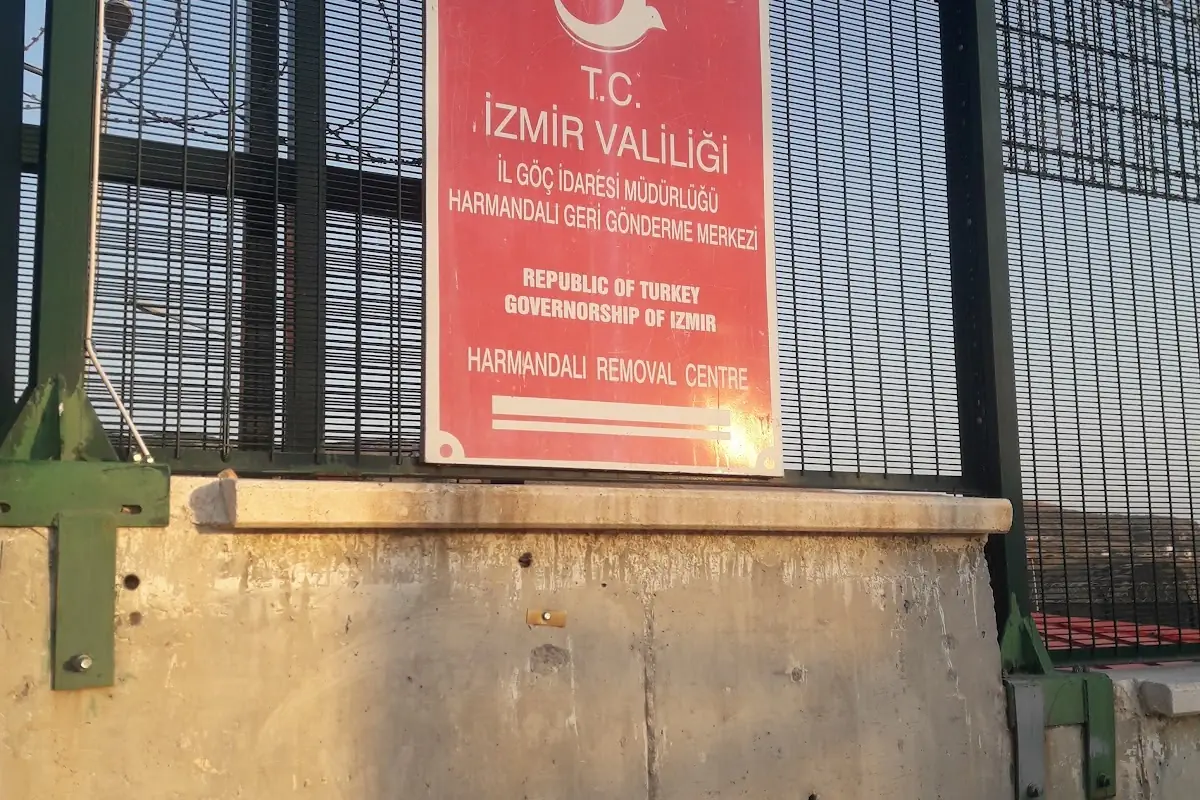 T.C.
İZMİR VALİLİĞİ
İL GÖÇ İDARESİ MÜDÜRLÜĞÜ
HARMANDALI GERİ GÖNDERME MERKEZİ
REPUBLIC OF TURKEY
GOVERNORSHIP OF IZMIR
HARMANDALI REMOVAL CENTRE